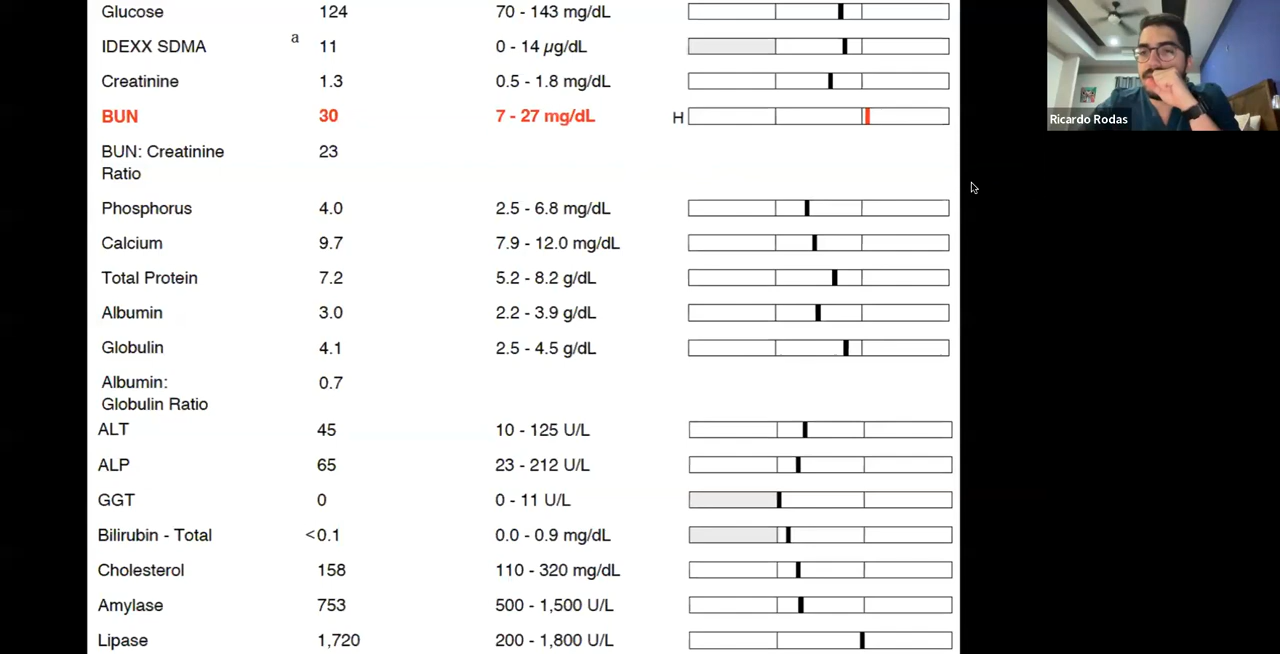 Glucose 124 70 - 143 mg/dL
IDEXX SDMA a 11 0 - 14 µg/dL
Creatinine 1.3 0.5 - 1.8 mg/dL
BUN 30 7 - 27 mg/dL H
BUN: Creatinine 23
Ratio
Phosphorus 4.0 2.5 - 6.8 mg/dL
Calcium 9.7 7.9 - 12.0 mg/dL
Total Protein 7.2 5.2 - 8.2 g/dL
Albumin 3.0 2.2 - 3.9 g/dL
Globulin 4.1 2.5 - 4.5 g/dL
Albumin: 0.7
Globulin Ratio
ALT 45 10 - 125 U/L
ALP 65 23 - 212 U/L
GGT 0 0 - 11 U/L
Bilirubin - Total <0.1 0.0 - 0.9 mg/dL
Cholesterol 158 110 - 320 mg/dL
Amylase 753 500 - 1,500 U/L
Lipase 1,720 200 - 1,800 U/L
Ricardo Rodas